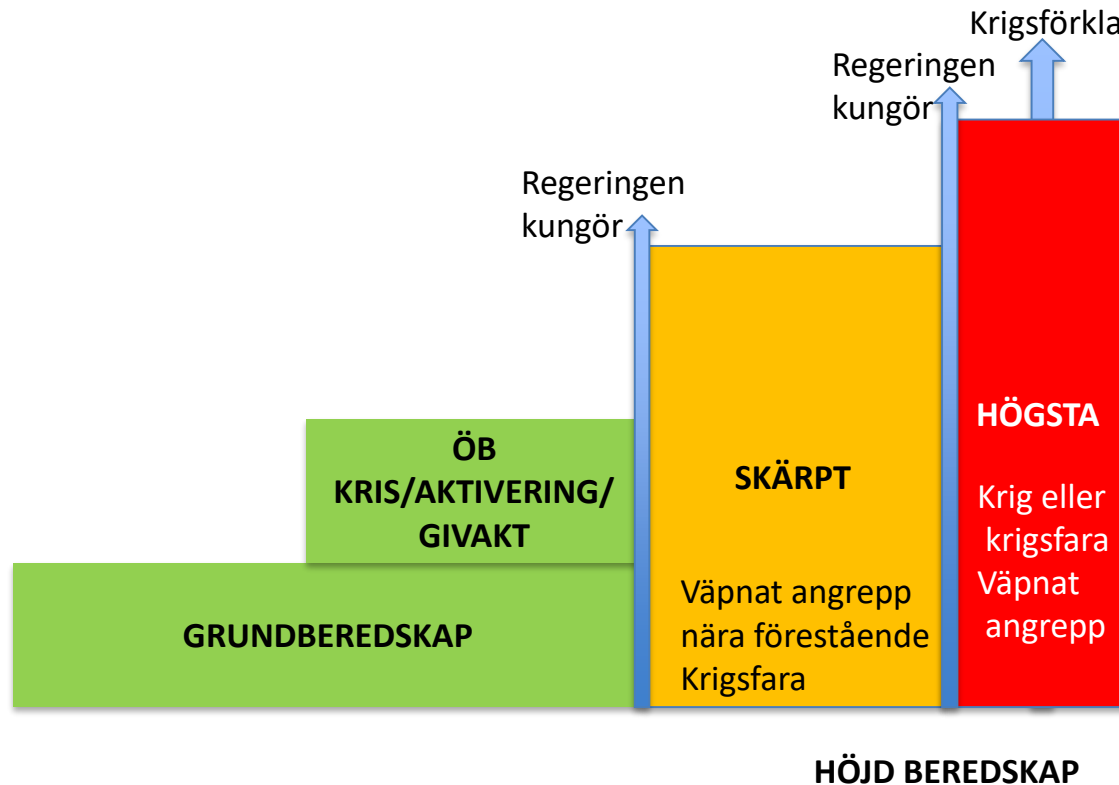 Krigsförkla
Regeringen
kungör
Regeringen
kungör
ÖB
KRIS/AKTIVERING/
GIVAKT
GRUNDBEREDSKAP
SKÄRPT
Väpnat angrepp
nära förestående
Krigsfara
HÖGSTA
Krig eller
krigsfara
Väpnat
angrepp
HÖJD BEREDSKAP